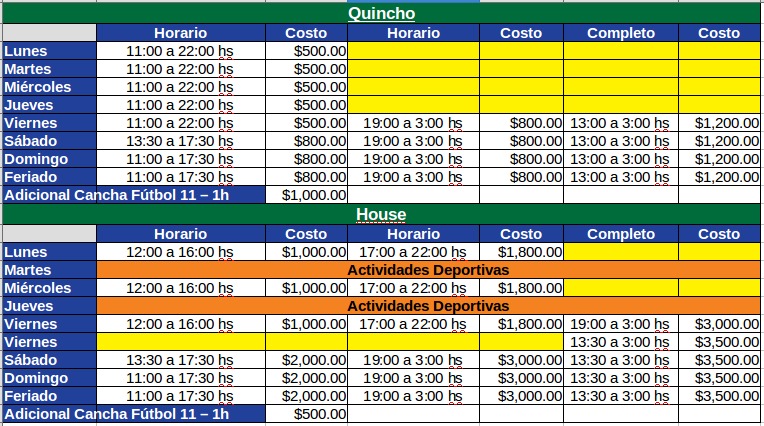 Quincho
Horario Costo Horario Costo Completo Costo
Lunes 11:00 a 22:00 hs $500.00
Martes 11:00 a 22:00 hs $500.00
Miércoles 11:00 a 22:00 hs $500.00
Jueves 11:00 a 22:00 hs $500.00
Viernes 11:00 a 22:00 hs $500.00 19:00 a 3:00 hs $800.00 13:00 a 3:00 hs $1,200.00
Sábado 13:30 a 17:30 hs $800.00 19:00 a 3:00 hs $800.00 13:00 a 3:00 hs $1,200.00
Domingo 11:00 a 17:30 hs $800.00 19:00 a 3:00 hs $800.00 13:00 a 3:00 hs $1,200.00
Feriado 11:00 a 17:30 hs $800.00 19:00 a 3:00 hs $800.00 13:00 a 3:00 hs $1,200.00
Adicional Cancha Fútbol 11 – 1h $1,000.00
House
Horario Costo Horario Costo Completo Costo
Lunes 12:00 a 16:00 hs $1,000.00 17:00 a 22:00 hs $1,800.00
Martes Actividades Deportivas
Miércoles 12:00 a 16:00 hs $1,000.00 17:00 a 22:00 hs $1,800.00
Jueves Actividades Deportivas
Viernes 12:00 a 16:00 hs $1,000.00 17:00 a 22:00 hs $1,800.00 19:00 a 3:00 hs $3,000.00
Viernes 13:30 a 3:00 hs $3,500.00
Sábado 13:30 a 17:30 hs $2,000.00 19:00 a 3:00 hs $3,000.00 13:30 a 3:00 hs $3,500.00
Domingo 11:00 a 17:30 hs $2,000.00 19:00 a 3:00 hs $3,000.00 13:30 a 3:00 hs $3,500.00
Feriado 11:00 a 17:30 hs $2,000.00 19:00 a 3:00 hs $3,000.00 13:30 a 3:00 hs $3,500.00
Adicional Cancha Fútbol 11 – 1h $500.00